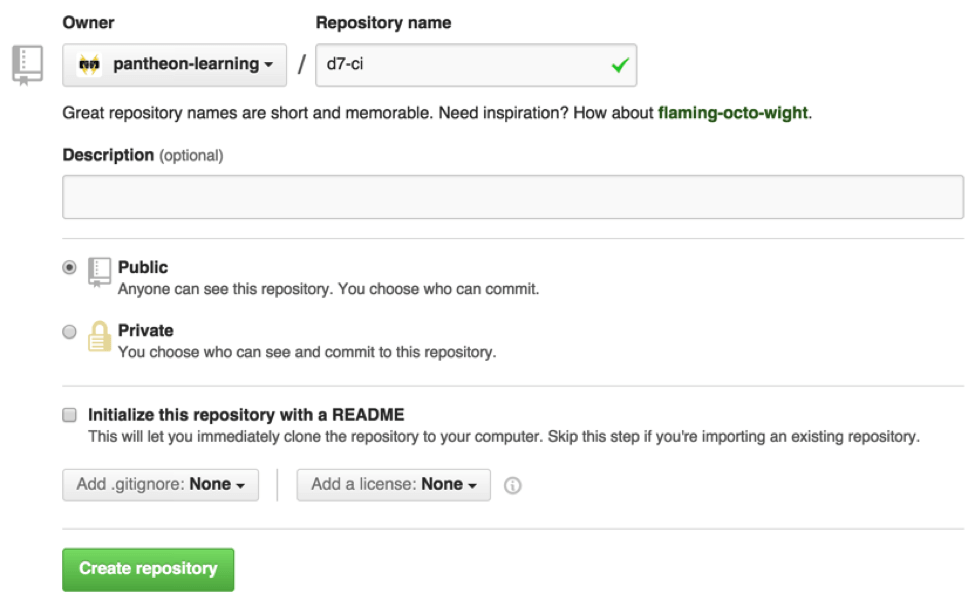 Owner Repository name
pantheon-learning / d7-ci
Great repository names are short and memorable. Need inspiration? How about flaming-octo-wight.
Description (optional)
Public
Anyone can see this repository. You choose who can commit.
Private
You choose who can see and commit to this repository.
Initialize this repository with a README
This will let you immediately clone the repository to your computer. Skip this step if you're importing an existing repository.
Add .gitignore: None Add a license: None
Create repository